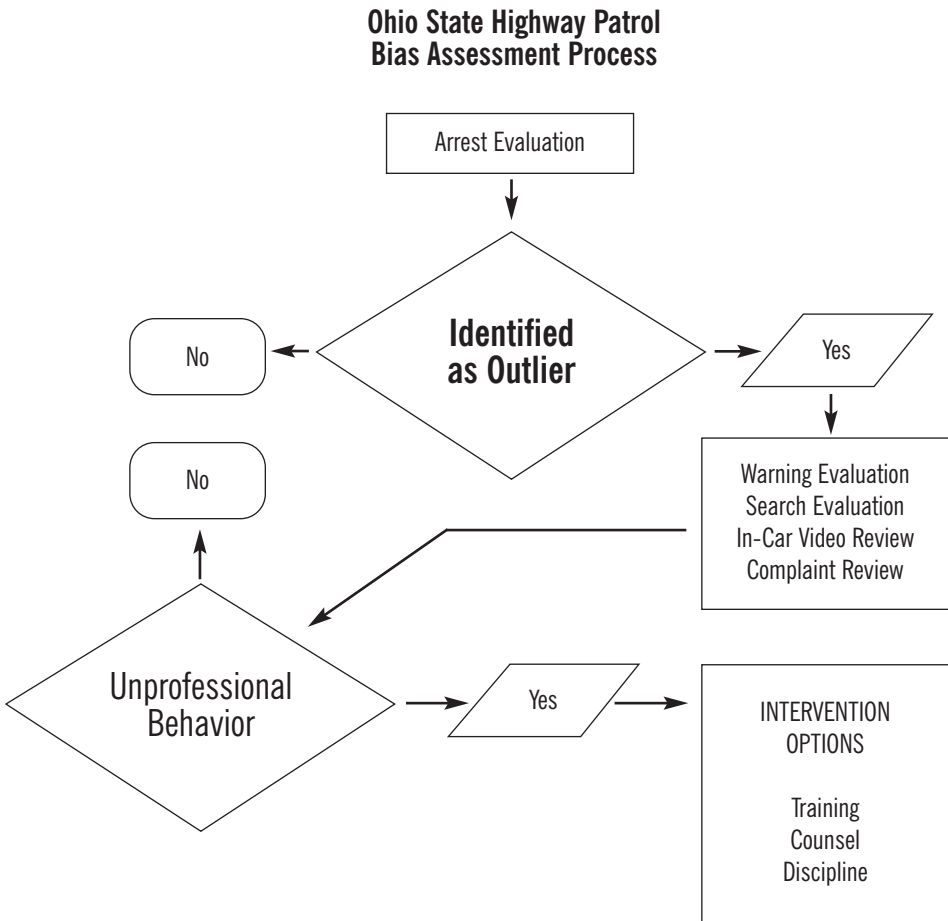 Ohio State Highway Patrol
Bias Assessment Process
Arrest Evaluation
Identified
as Outlier
No
Yes
Warning Evaluation
Search Evaluation
In-Car Video Review
Complaint Review
No
Unprofessional
Behavior
Yes
INTERVENTION
OPTIONS
Training
Counsel
Discipline